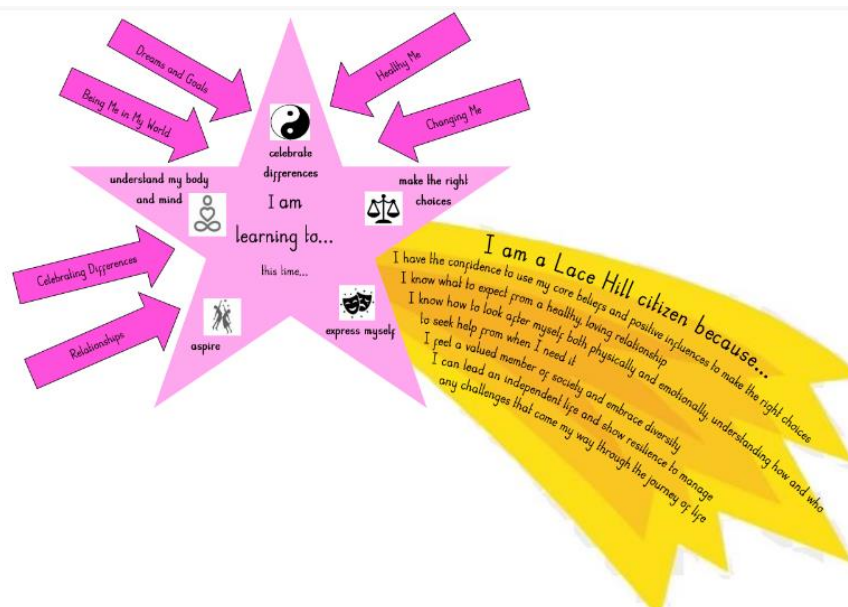 Dreams and Goals
Being Me in My World
Celebrating Differences
Relationships
Healthy Me
Changing Me
celebrate
differences
understand my body
and mind
make the right
choices
I am
learning to...
this time...
aspire
express myself
I am a Lace Hill citizen because...
I have the confidence to use my core beliefs and positive influences to make the right choices
I know what to expect from a healthy, loving relationship
I know how to look after myself both physically and emotionally, understanding how and who
to seek help from when I need it
I feel a valued member of society and embrace diversity
I can lead an independent life and show resilience to manage
any challenges that come my way through the journey of life